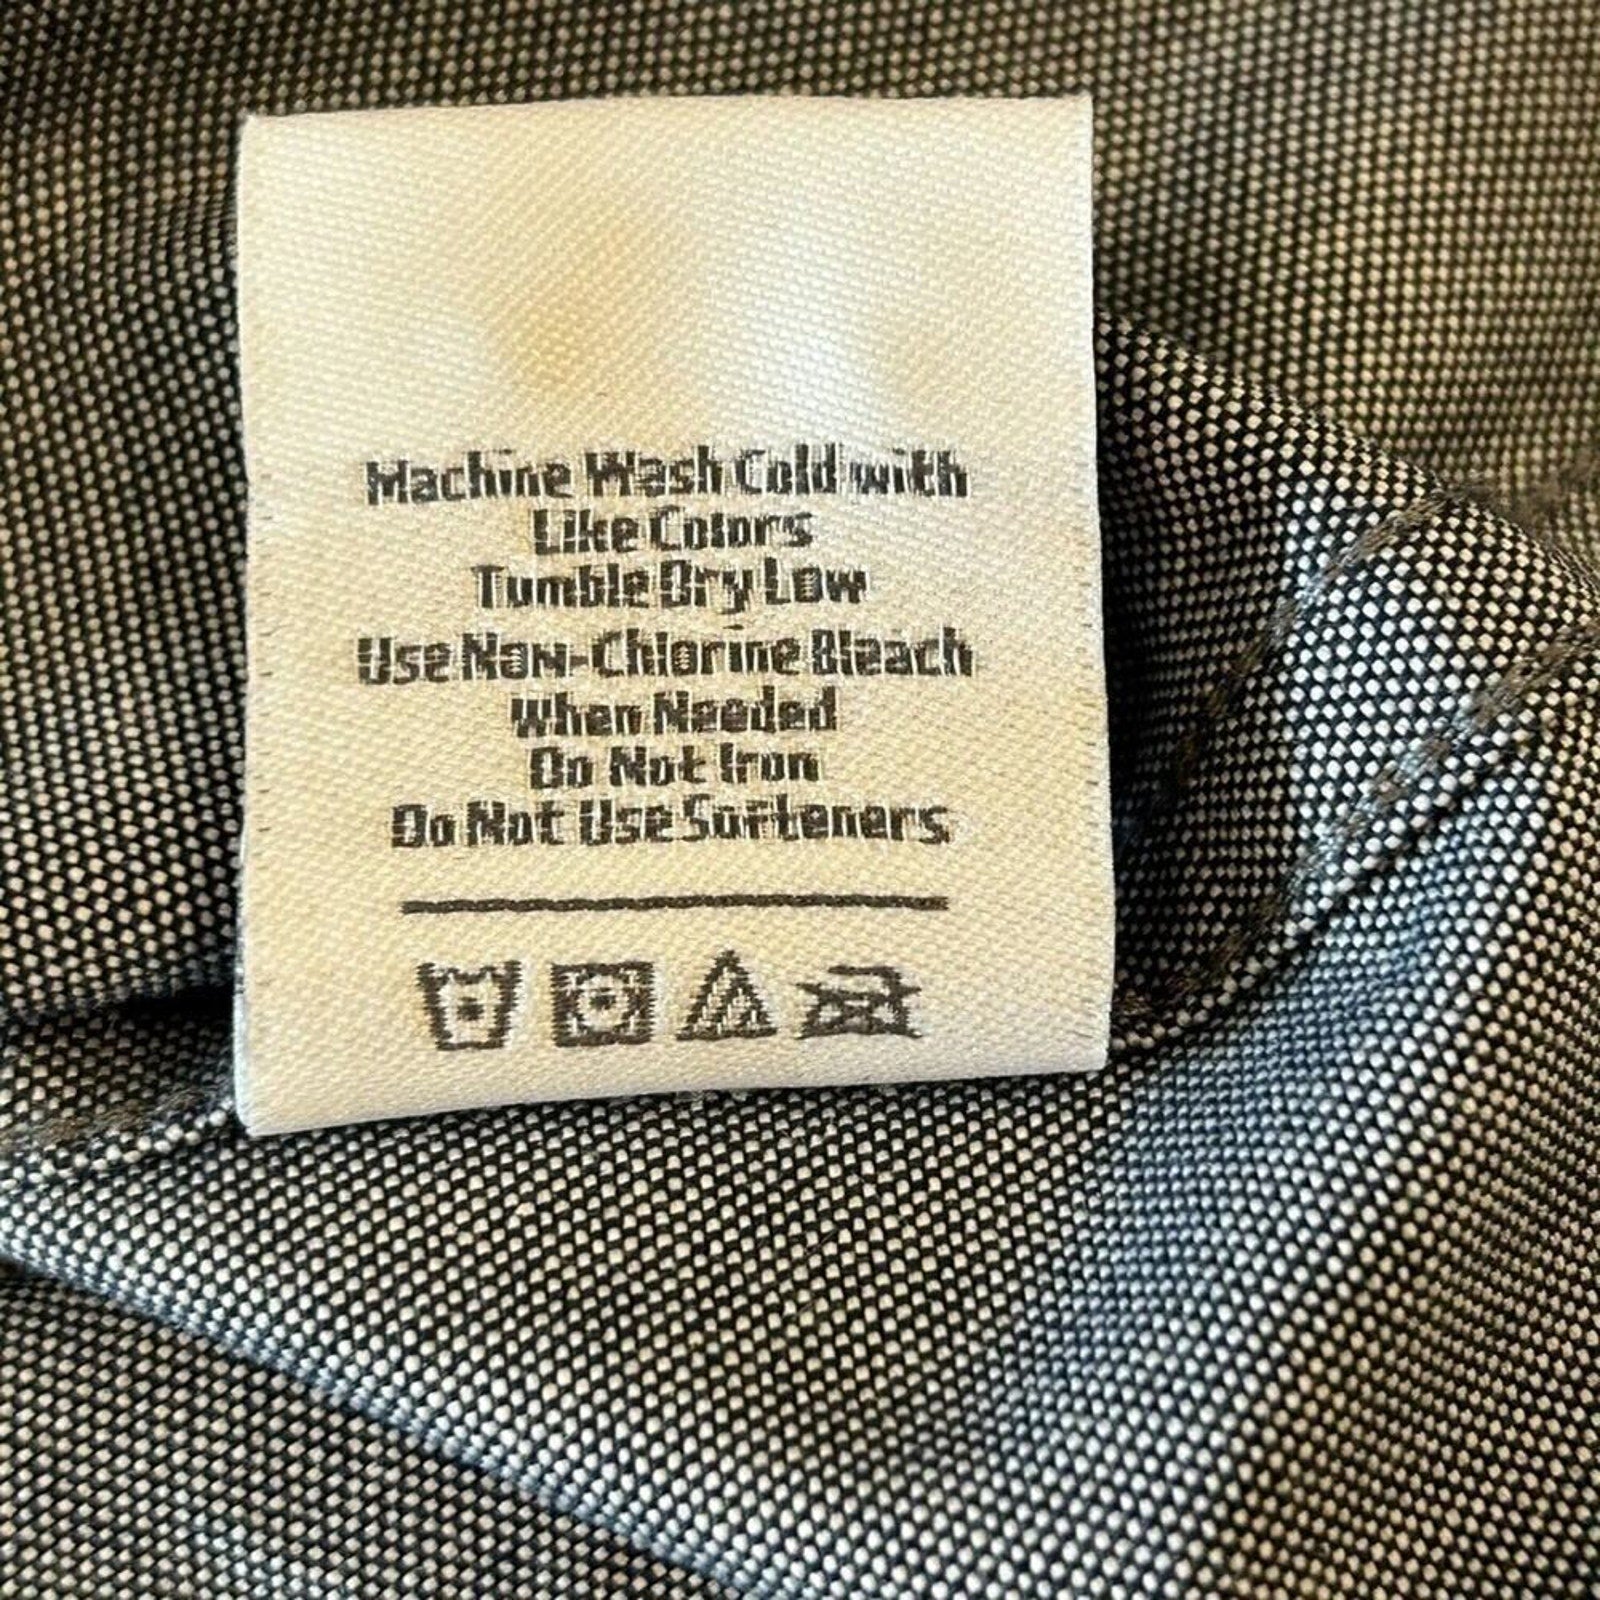 Machine Wash Cold with
Like Colors
Tumble Dry Low
Use Non-Chlorine Bleach
When Needed
Do Not Iron
Do Not Use Softeners